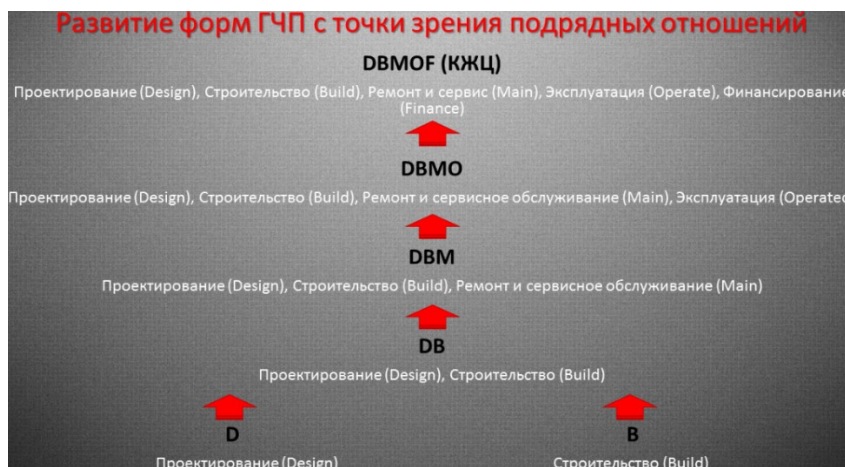 Развитие форм ГЧП с точки зрения подрядных отношений
DBMOF (КЖЦ)
Проектирование (Design), Строительство (Build), Ремонт и сервис (Main), Эксплуатация (Operate), Финансирование
(Finance)
DBMO
Проектирование (Design), Строительство (Build), Ремонт и сервисное обслуживание (Main), Эксплуатация (Operated
DBM
Проектирование (Design), Строительство (Build), Ремонт и сервисное обслуживание (Main)
DB
Проектирование (Design), Строительство (Build)
D B
Проектирование (Design) Строительство (Build)